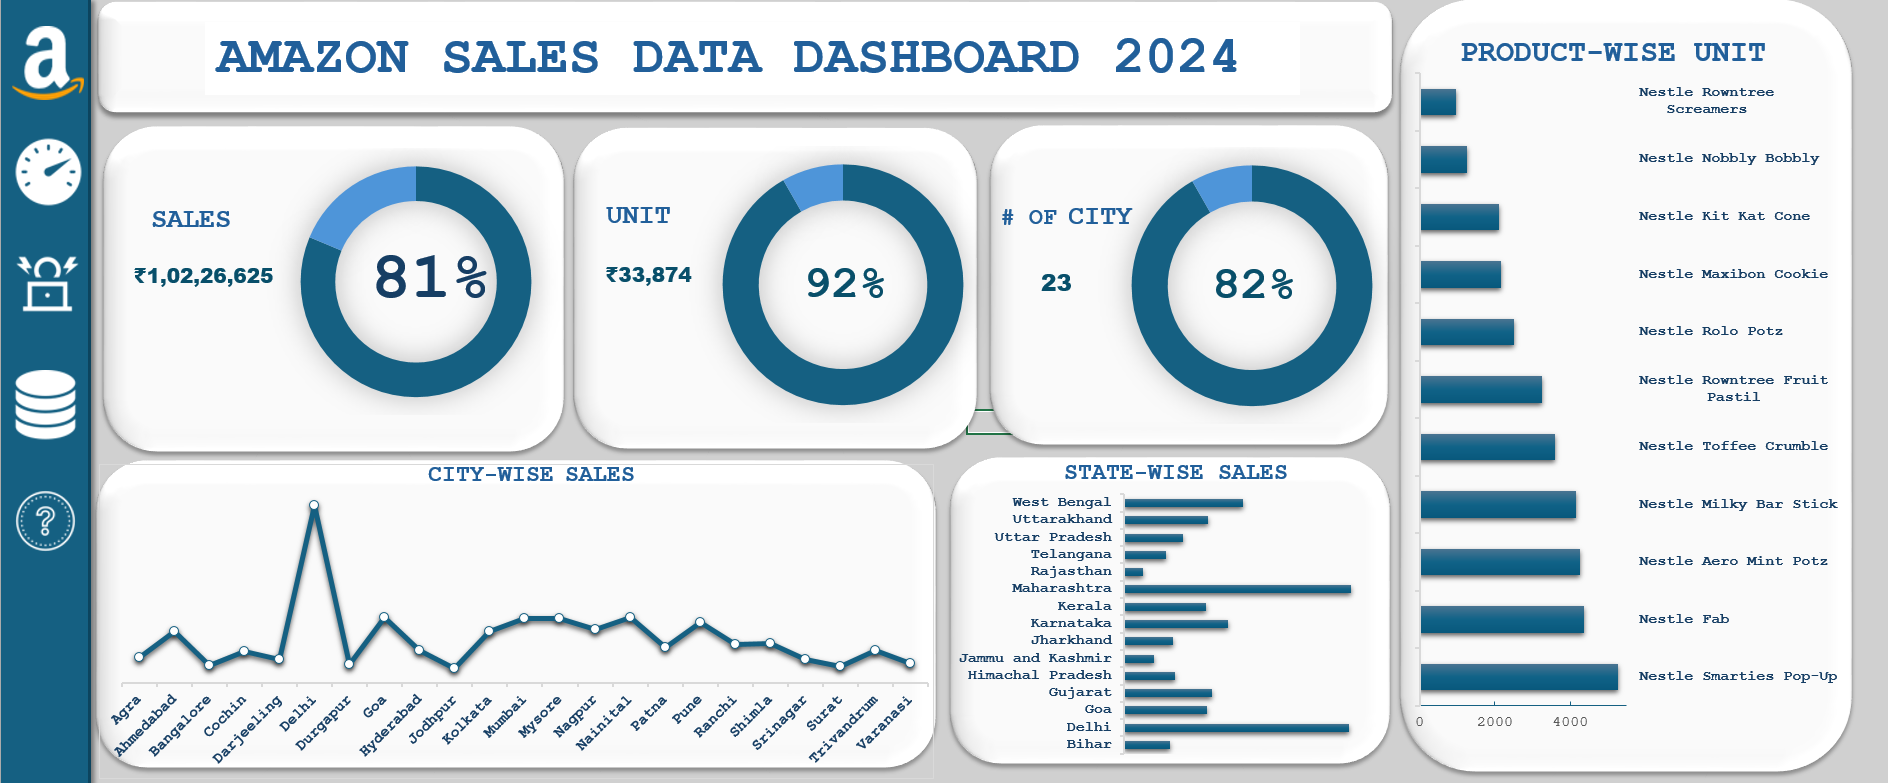 a
AMAZON SALES DATA DASHBOARD 2024
SALES
₹1,02,26,625
81%
UNIT
₹33,874
92%
# OF CITY
23
82%
CITY-WISE SALES
Agra
Ahmedabad
Bangalore
Cochin
Darjeeling
Delhi
Durgapur
Goa
Hyderabad
Jodhpur
Kolkata
Mumbai
Mysore
Nagpur
Nainital
Patna
Pune
Ranchi
Shimla
Srinagar
Surat
Trivandrum
Varanasi
STATE-WISE SALES
West Bengal
Uttarakhand
Uttar Pradesh
Telangana
Rajasthan
Maharashtra
Kerala
Karnataka
Jharkhand
Jammu and Kashmir
Himachal Pradesh
Gujarat
Goa
Delhi
Bihar
PRODUCT-WISE UNIT
Nestle Rowntree
Screamers
Nestle Nobbly Bobbly
Nestle Kit Kat Cone
Nestle Maxibon Cookie
Nestle Rolo Potz
Nestle Rowntree Fruit
Pastil
Nestle Toffee Crumble
Nestle Milky Bar Stick
Nestle Aero Mint Potz
Nestle Fab
Nestle Smarties Pop-Up
0 2000 4000
?